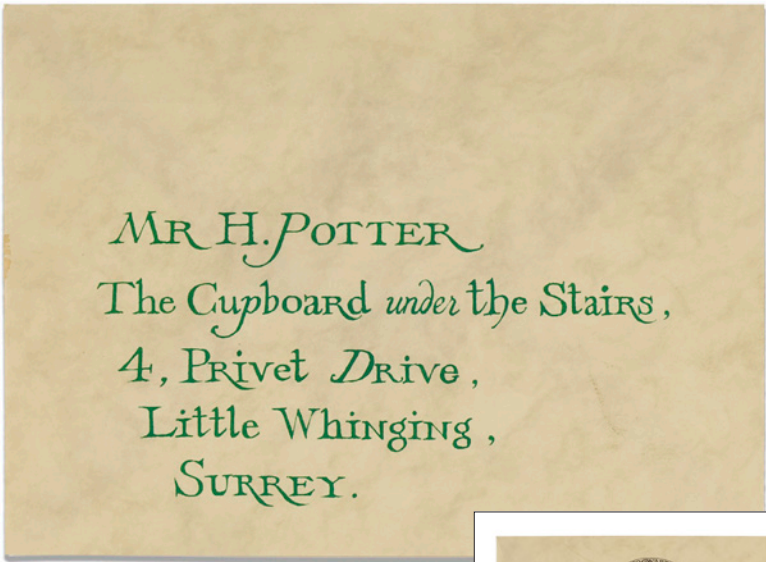 Mr H. Potter
The Cupboard under the Stairs,
4, Privet Drive,
Little Whinging,
Surrey.